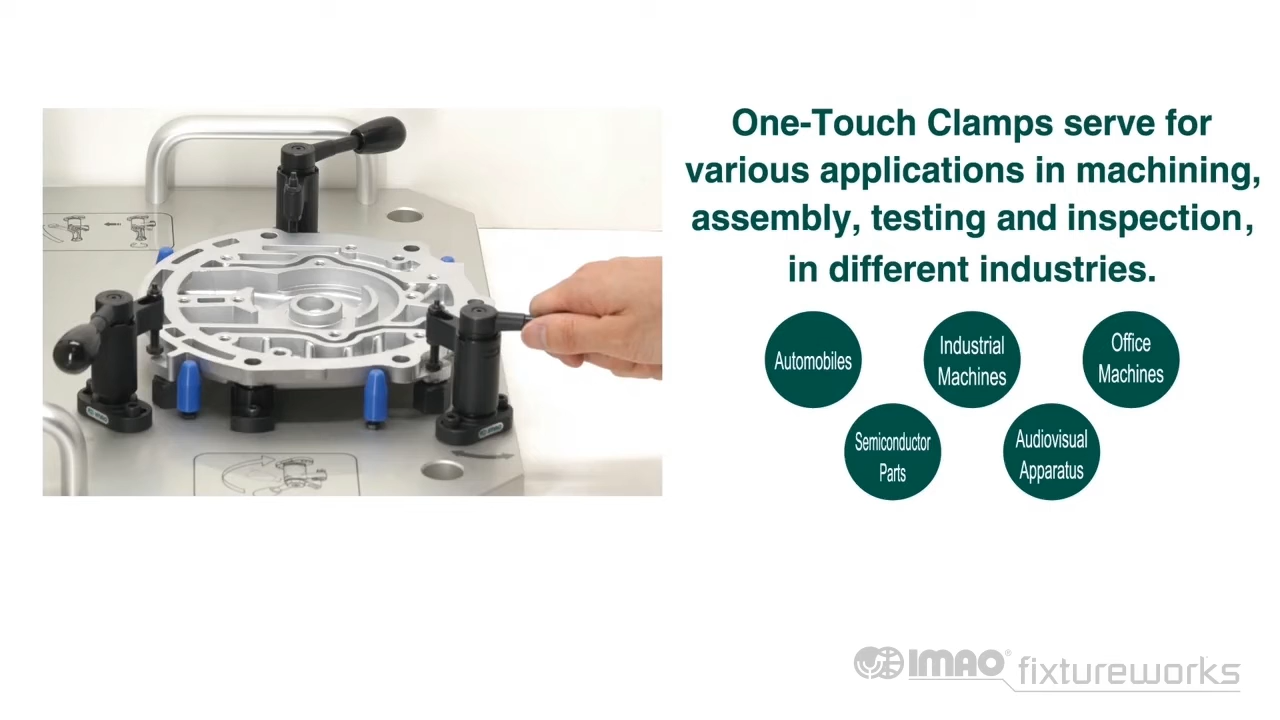 One-Touch Clamps serve for
various applications in machining,
assembly, testing and inspection,
in different industries.
Automobiles
Industrial
Machines
Office
Machines
Semiconductor
Parts
Audiovisual
Apparatus
IMAO®
fixtureworks